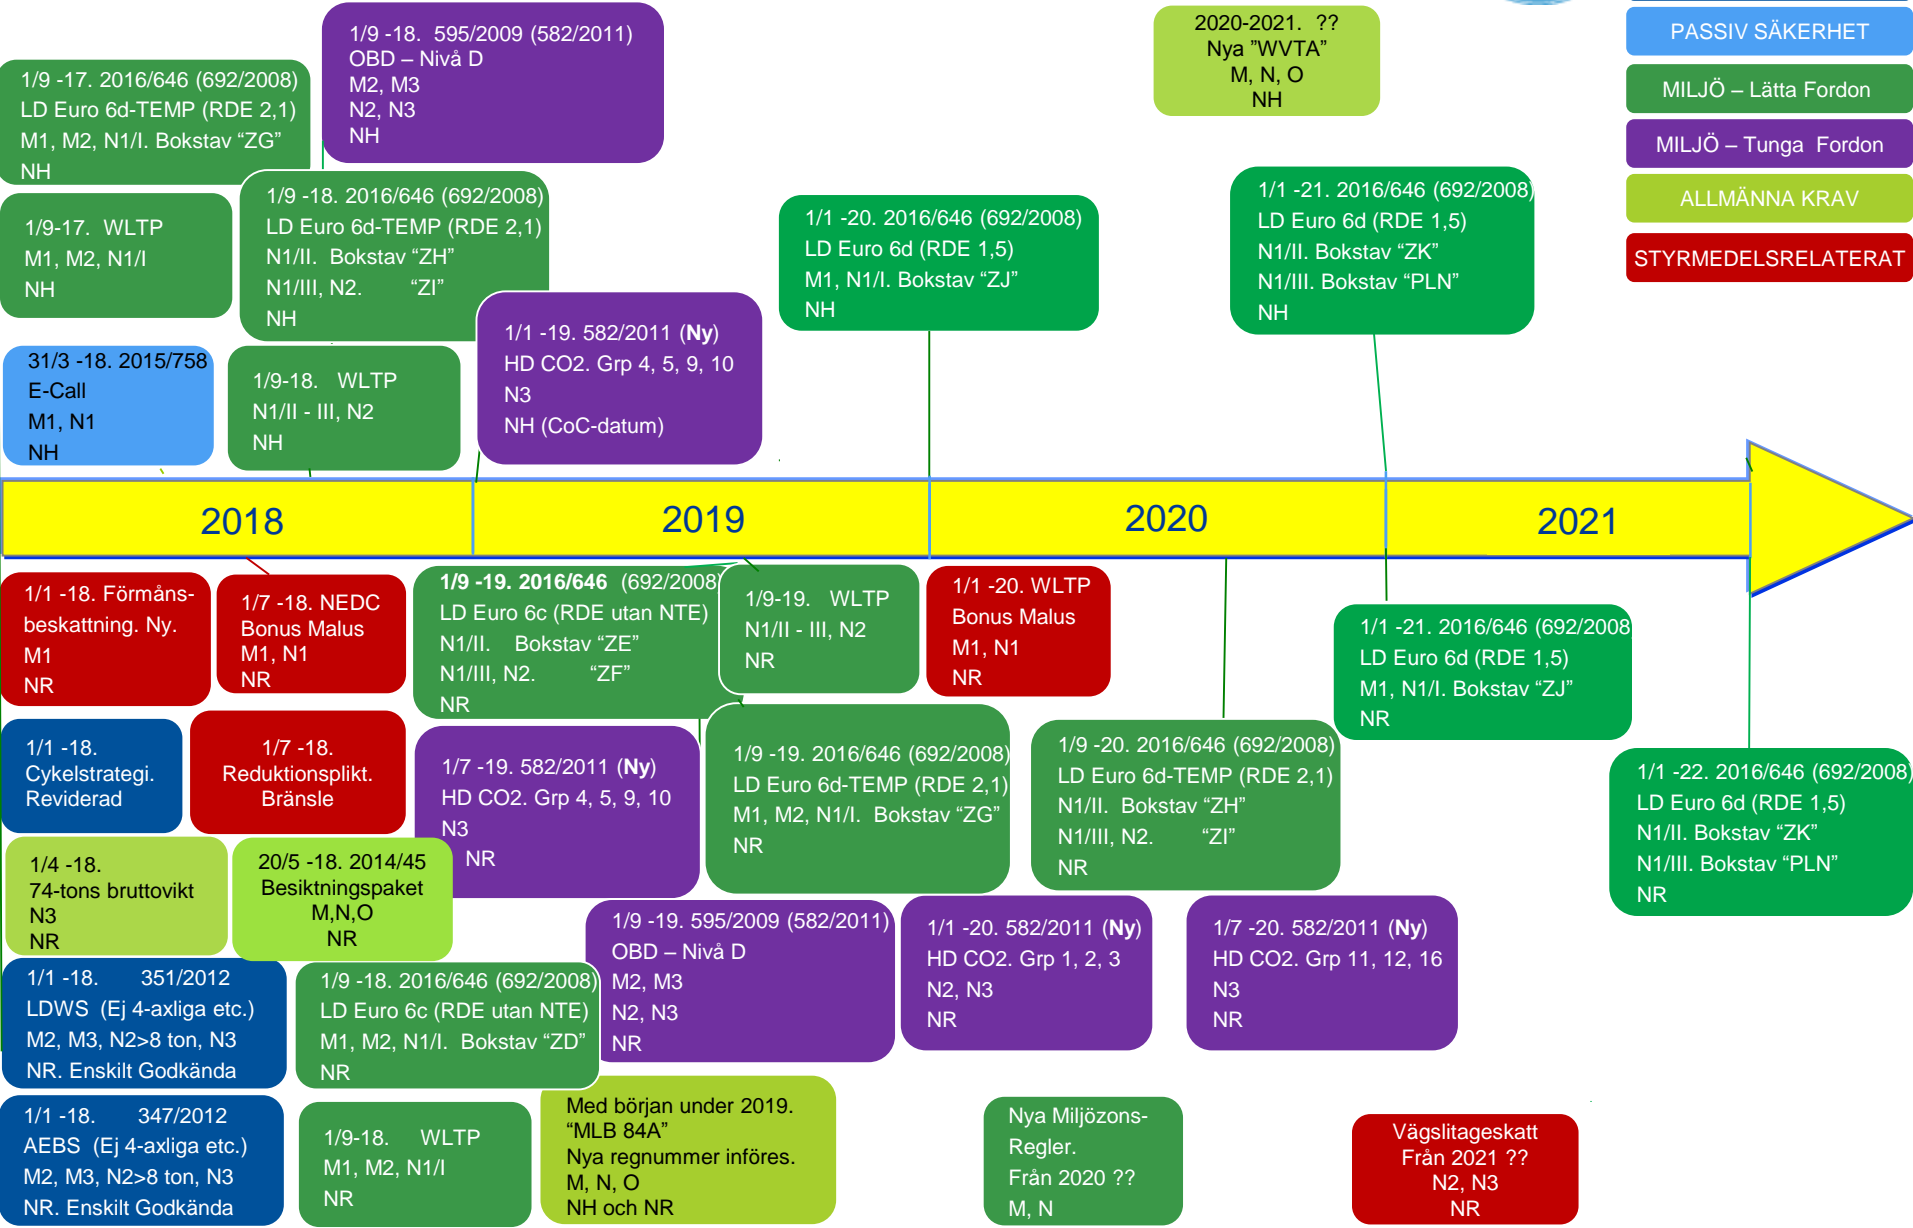 1/9 -18.  595/2009 (582/2011)
OBD – Nivå D
M2, M3
N2, N3
NH
2020-2021.  ??
Nya ”WVTA”
M, N, O
NH
PASSIV SÄKERHET
MILJÖ – Lätta Fordon
MILJÖ – Tunga  Fordon
ALLMÄNNA KRAV
STYRMEDELSRELATERAT
1/9 -17. 2016/646 (692/2008)
LD Euro 6d-TEMP (RDE 2,1)
M1, M2, N1/I. Bokstav “ZG”
NH
1/9-17.  WLTP
M1, M2, N1/I
NH
1/9 -18. 2016/646 (692/2008)
LD Euro 6d-TEMP (RDE 2,1)
N1/II.  Bokstav “ZH”
N1/III, N2.  “ZI”
NH
1/1 -20. 2016/646 (692/2008)
LD Euro 6d (RDE 1,5)
M1, N1/I. Bokstav “ZJ”
NH
1/1 -21. 2016/646 (692/2008)
LD Euro 6d (RDE 1,5)
N1/II. Bokstav “ZK”
N1/III. Bokstav “PLN”
NH
31/3 -18. 2015/758
E-Call
M1, N1
NH
1/9-18.  WLTP
N1/II - III, N2
NH
1/1 -19. 582/2011 (Ny)
HD CO2. Grp 4, 5, 9, 10
N3
NH (CoC-datum)
2018
2019
2020
2021
1/1 -18. Förmåns-
beskattning. Ny.
M1
NR
1/7 -18. NEDC
Bonus Malus
M1, N1
NR
1/9 -19. 2016/646  (692/2008)
LD Euro 6c (RDE utan NTE)
N1/II.  Bokstav “ZE”
N1/III, N2.  “ZF”
NR
1/9-19.  WLTP
N1/II - III, N2
NR
1/1 -20. WLTP
Bonus Malus
M1, N1
NR
1/1 -21. 2016/646 (692/2008
LD Euro 6d (RDE 1,5)
M1, N1/I. Bokstav “ZJ”
NR
1/1 -18.
Cykelstrategi.
Reviderad
1/7 -18.
Reduktionsplikt.
Bränsle
1/7 -19. 582/2011 (Ny)
HD CO2. Grp 4, 5, 9, 10
N3
NR
1/9 -19. 2016/646 (692/2008)
LD Euro 6d-TEMP (RDE 2,1)
M1, M2, N1/I.  Bokstav “ZG”
NR
1/9 -20. 2016/646 (692/2008)
LD Euro 6d-TEMP (RDE 2,1)
N1/II.  Bokstav “ZH”
N1/III, N2.  “ZI”
NR
1/1 -22. 2016/646 (692/2008)
LD Euro 6d (RDE 1,5)
N1/II. Bokstav “ZK”
N1/III. Bokstav “PLN”
NR
1/4 -18.
74-tons bruttovikt
N3
NR
20/5 -18. 2014/45
Besiktningspaket
M,N,O
NR
1/1 -18.  351/2012
LDWS  (Ej 4-axliga etc.)
M2, M3, N2>8 ton, N3
NR. Enskilt Godkända
1/9 -18. 2016/646 (692/2008)
LD Euro 6c (RDE utan NTE)
M1, M2, N1/I.  Bokstav “ZD”
NR
1/9 -19. 595/2009 (582/2011)
OBD – Nivå D
M2, M3
N2, N3
NR
1/1 -20. 582/2011 (Ny)
HD CO2. Grp 1, 2, 3
N2, N3
NR
1/7 -20. 582/2011 (Ny)
HD CO2. Grp 11, 12, 16
N3
NR
1/1 -18.  347/2012
AEBS  (Ej 4-axliga etc.)
M2, M3, N2>8 ton, N3
NR. Enskilt Godkända
1/9-18.  WLTP
M1, M2, N1/I
NR
Med början under 2019.
“MLB 84A”
Nya regnummer införes.
M, N, O
NH och NR
Nya Miljözons-
Regler.
Från 2020 ??
M, N
Vägslitageskatt
Från 2021 ??
N2, N3
NR